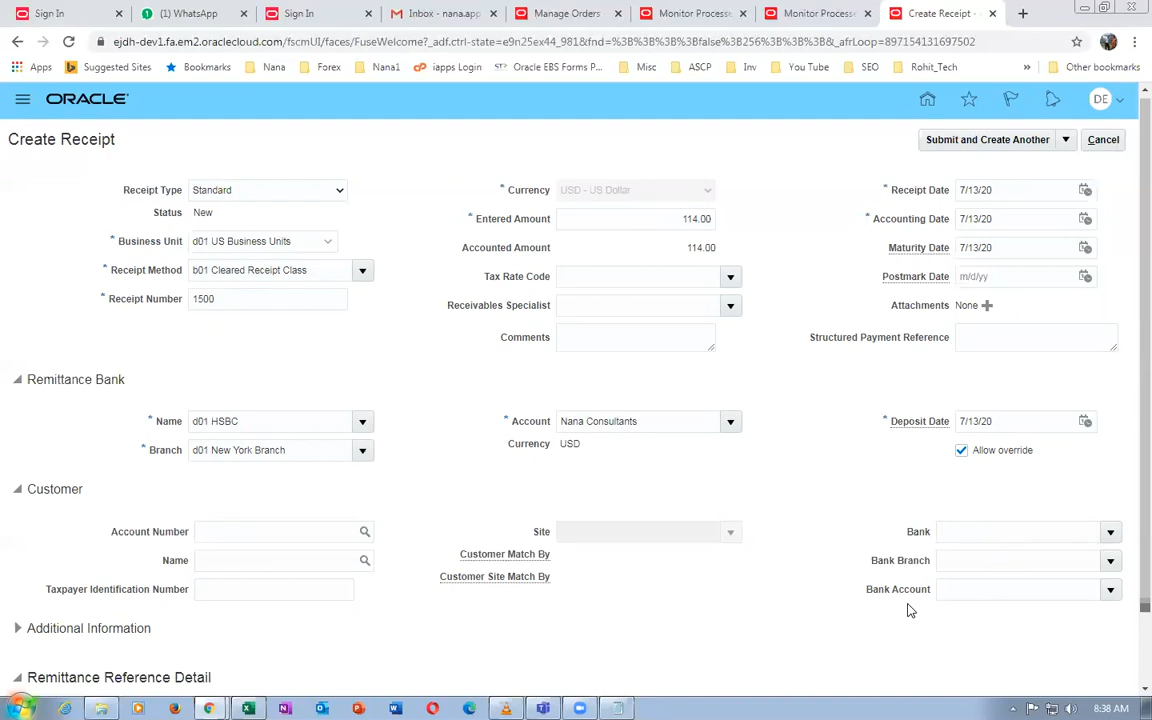 Sign In
(1) WhatsApp
Sign In
Inbox - nana.app
Manage Orders
Monitor Processe
Monitor Processe
Create Receipt -
ejdh-dev1.fa.em2.oraclecloud.com/fscmUI/faces/FuseWelcome?_adf.ctrl-state=e9n25ex44_981&fnd=%3B%3B%3B%3Bfalse%3B256%3B%3B%3B&_afrLoop=897154131697502
Apps Suggested Sites Bookmarks Nana Forex Nana1 iapps Login Oracle EBS Forms P... Misc ASCP Inv You Tube SEO Rohit_Tech » Other bookmarks
ORACLE DE
Create Receipt Submit and Create Another Cancel
Receipt Type Standard * Currency USD - US Dollar * Receipt Date 7/13/20
Status New
* Entered Amount 114.00 * Accounting Date 7/13/20
* Business Unit d01 US Business Units
Accounted Amount 114.00 Maturity Date 7/13/20
* Receipt Method b01 Cleared Receipt Class
Tax Rate Code Postmark Date m/d/yy
* Receipt Number 1500
Receivables Specialist Attachments None
Comments Structured Payment Reference
Remittance Bank
* Name d01 HSBC * Account Nana Consultants * Deposit Date 7/13/20
* Branch d01 New York Branch Currency USD Allow override
Customer
Account Number Site Bank
Name Customer Match By Bank Branch
Taxpayer Identification Number Customer Site Match By Bank Account
Additional Information
Remittance Reference Detail
8:38 AM